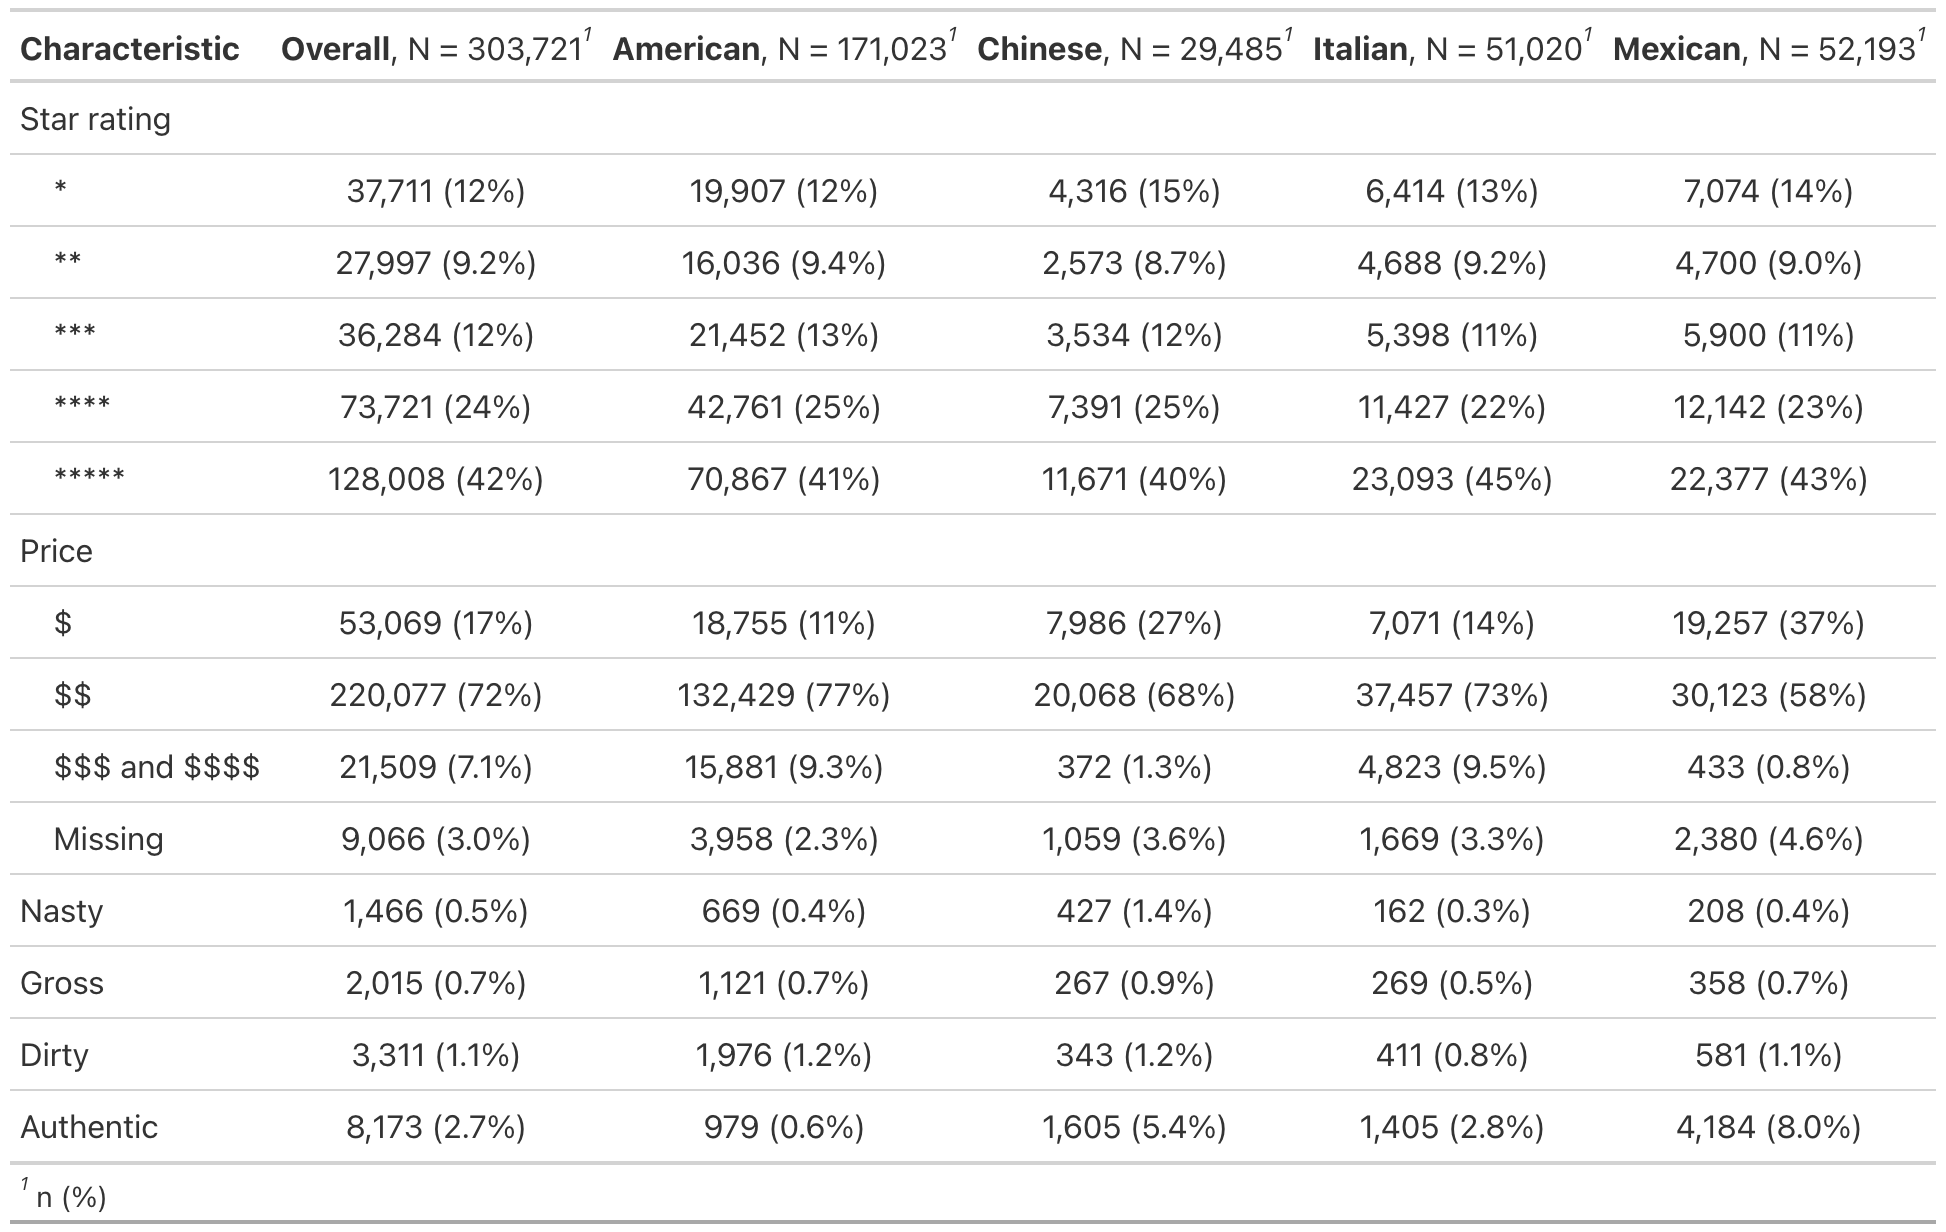 Characteristic Overall, N = 303,721¹ American, N = 171,023¹ Chinese, N = 29,485¹ Italian, N = 51,020¹ Mexican, N = 52,193¹
Star rating
* 37,711 (12%) 19,907 (12%) 4,316 (15%) 6,414 (13%) 7,074 (14%)
** 27,997 (9.2%) 16,036 (9.4%) 2,573 (8.7%) 4,688 (9.2%) 4,700 (9.0%)
*** 36,284 (12%) 21,452 (13%) 3,534 (12%) 5,398 (11%) 5,900 (11%)
**** 73,721 (24%) 42,761 (25%) 7,391 (25%) 11,427 (22%) 12,142 (23%)
***** 128,008 (42%) 70,867 (41%) 11,671 (40%) 23,093 (45%) 22,377 (43%)
Price
$ 53,069 (17%) 18,755 (11%) 7,986 (27%) 7,071 (14%) 19,257 (37%)
$$ 220,077 (72%) 132,429 (77%) 20,068 (68%) 37,457 (73%) 30,123 (58%)
$$$ and $$$$ 21,509 (7.1%) 15,881 (9.3%) 372 (1.3%) 4,823 (9.5%) 433 (0.8%)
Missing 9,066 (3.0%) 3,958 (2.3%) 1,059 (3.6%) 1,669 (3.3%) 2,380 (4.6%)
Nasty 1,466 (0.5%) 669 (0.4%) 427 (1.4%) 162 (0.3%) 208 (0.4%)
Gross 2,015 (0.7%) 1,121 (0.7%) 267 (0.9%) 269 (0.5%) 358 (0.7%)
Dirty 3,311 (1.1%) 1,976 (1.2%) 343 (1.2%) 411 (0.8%) 581 (1.1%)
Authentic 8,173 (2.7%) 979 (0.6%) 1,605 (5.4%) 1,405 (2.8%) 4,184 (8.0%)
¹ n (%)